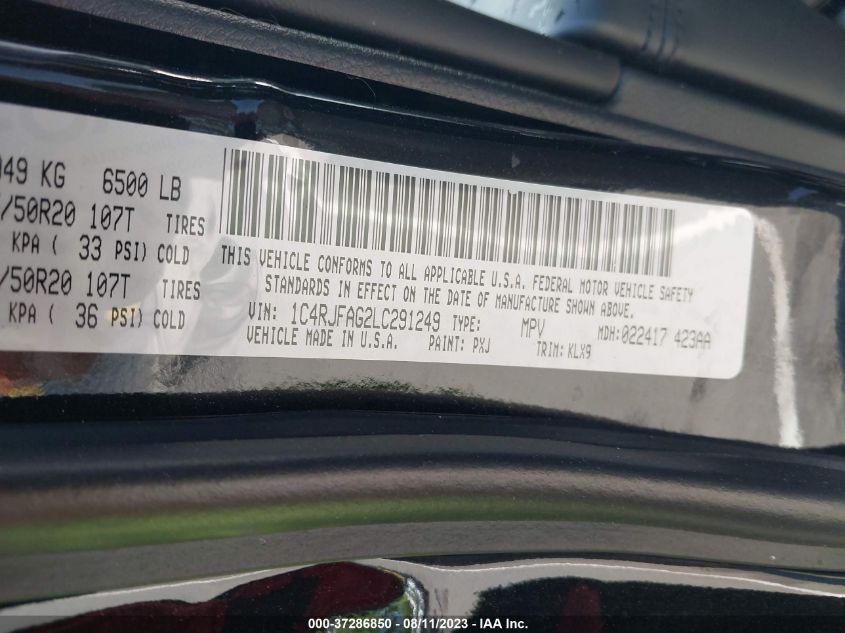 949 KG 6500 LB
/50R20 107T TIRES
KPA ( 33 PSI) COLD
/50R20 107T TIRES
KPA ( 36 PSI) COLD
THIS VEHICLE CONFORMS TO ALL APPLICABLE U.S.A. FEDERAL MOTOR VEHICLE SAFETY
STANDARDS IN EFFECT ON THE DATE OF MANUFACTURE SHOWN ABOVE.
VIN: 1C4RJFAG2LC291249 TYPE: MPV MDH:022417 423AA
VEHICLE MADE IN U.S.A. PAINT: PXJ TRIM:KLX9
000-37286850 - 08/11/2023 - IAA Inc.